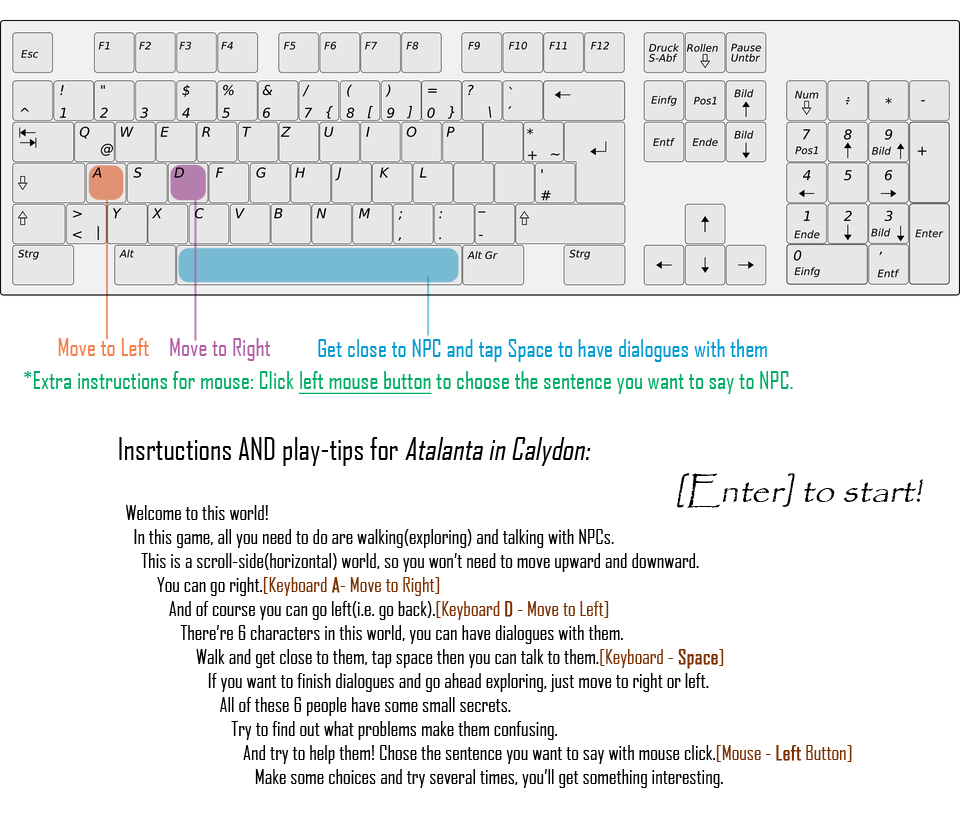 Esc F1 F2 F3 F4 F5 F6 F7 F8 F9 F10 F11 F12 Druck S-Abf Rollen Pause Untbr
^ ! 1 " 2 3 $ 4 % 5 & 6 / 7 { ( 8 [ ) 9 ] = 0 } ? \ ` ´ ← Einfg Pos1 Bild ↑ Num ÷ * -
Q @ W E R T Z U I O P * + ~ Entf Ende Bild ↓ 7 Pos1 8 ↑ 9 Bild ↑ +
A S D F G H J K L ' # 4 ← 5 6 →
> < | Y X C V B N M ; , : . – - ↑ 1 Ende 2 ↓ 3 Bild ↓ Enter
Strg Alt Alt Gr Strg ← ↓ → 0 Einfg , Entf
Move to Left Move to Right Get close to NPC and tap Space to have dialogues with them
*Extra instructions for mouse: Click left mouse button to choose the sentence you want to say to NPC.
Insrtuctions AND play-tips for Atalanta in Calydon:
[Enter] to start!
Welcome to this world!
In this game, all you need to do are walking(exploring) and talking with NPCs.
This is a scroll-side(horizontal) world, so you won't need to move upward and downward.
You can go right.[Keyboard A- Move to Right]
And of course you can go left(i.e. go back).[Keyboard D - Move to Left]
There're 6 characters in this world, you can have dialogues with them.
Walk and get close to them, tap space then you can talk to them.[Keyboard - Space]
If you want to finish dialogues and go ahead exploring, just move to right or left.
All of these 6 people have some small secrets.
Try to find out what problems make them confusing.
And try to help them! Chose the sentence you want to say with mouse click.[Mouse - Left Button]
Make some choices and try several times, you'll get something interesting.